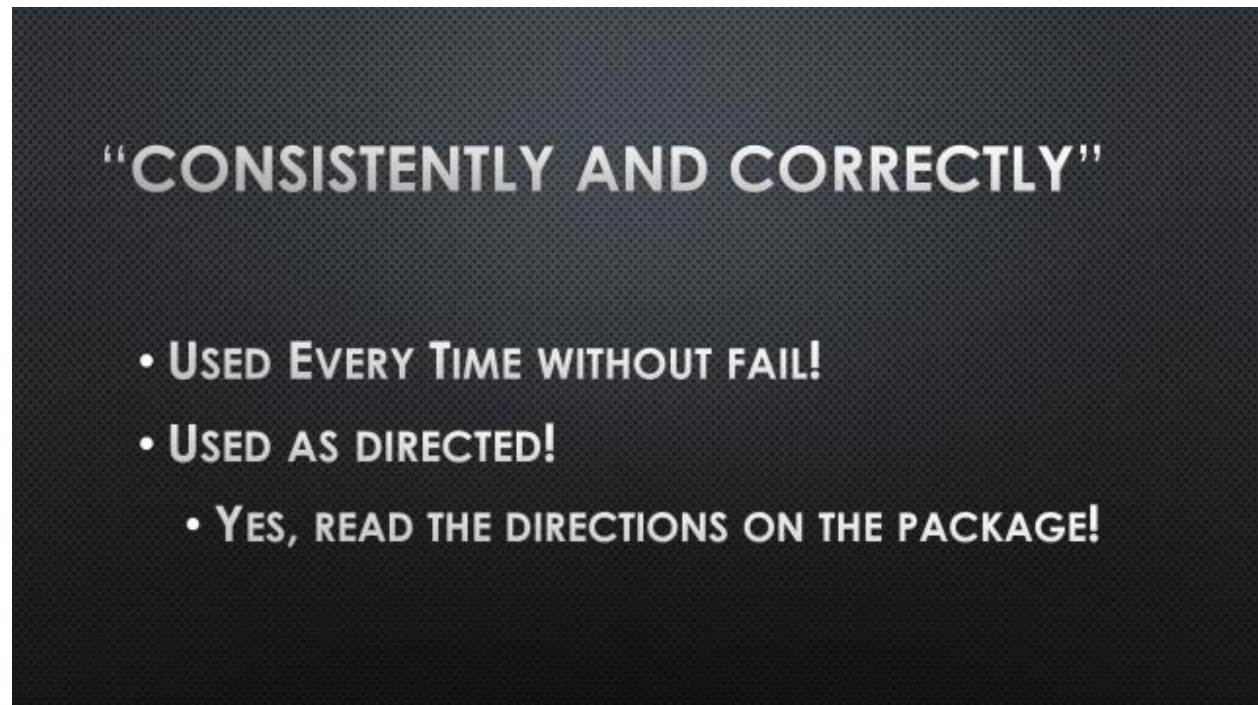 “CONSISTENTLY AND CORRECTLY”
• USED EVERY TIME WITHOUT FAIL!
• USED AS DIRECTED!
• YES, READ THE DIRECTIONS ON THE PACKAGE!